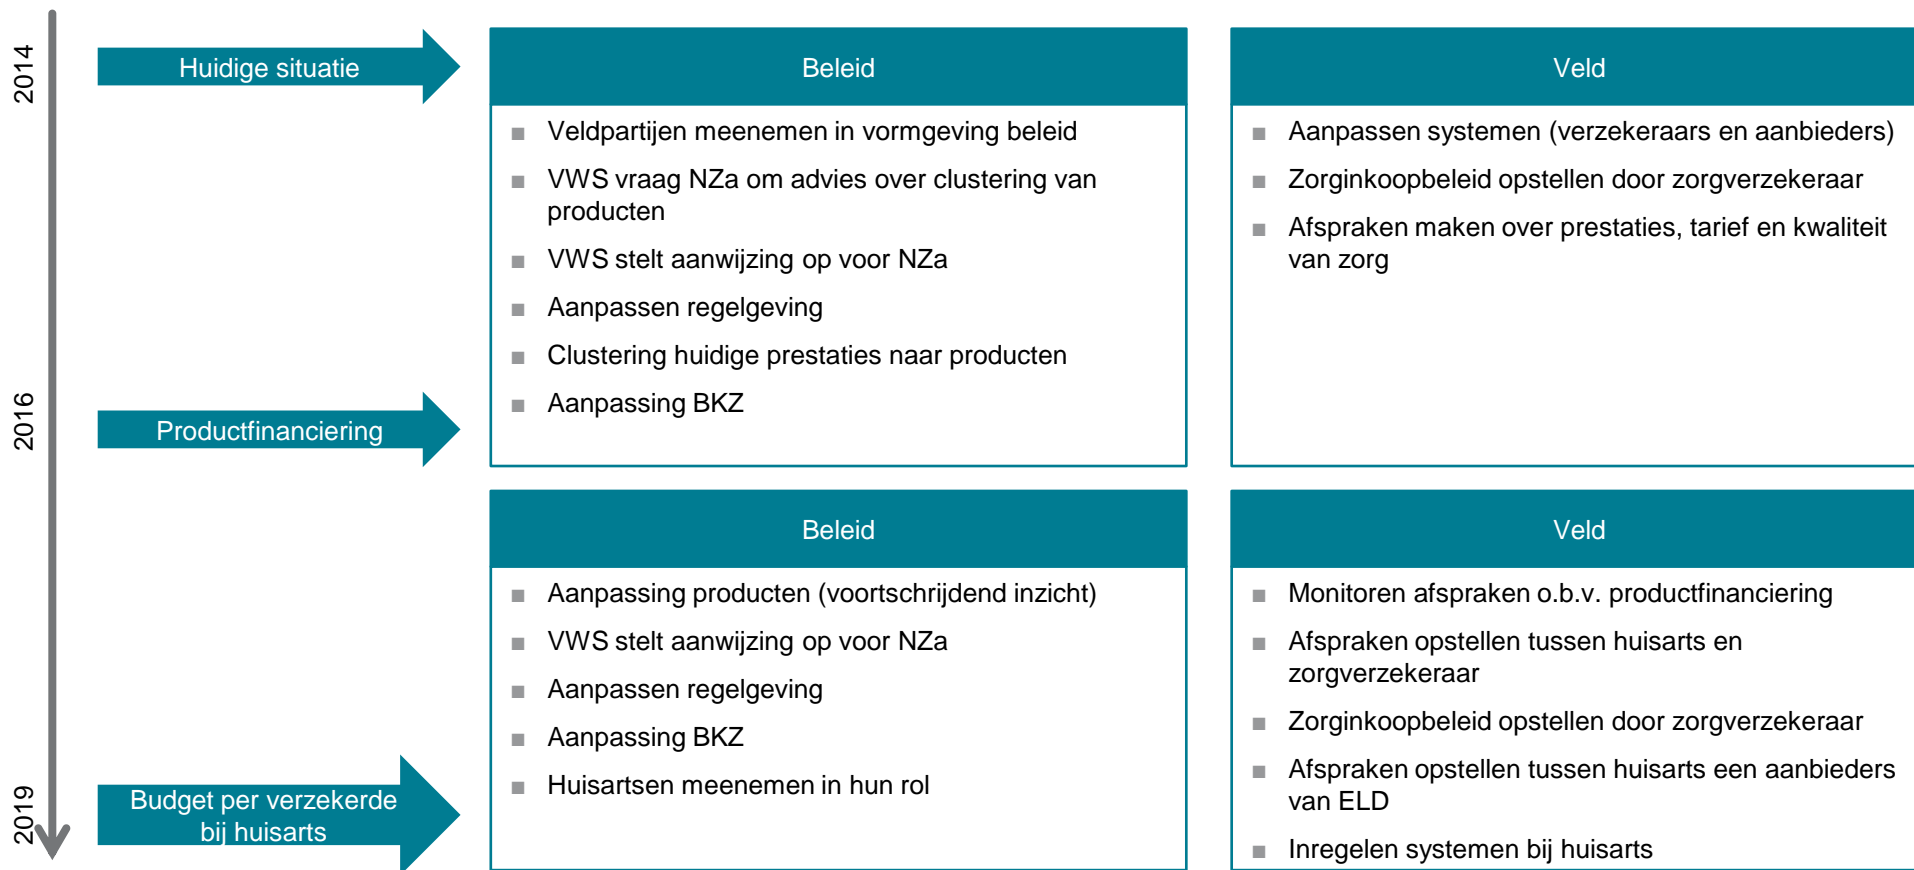 2014
Huidige situatie
Beleid
■ Veldpartijen meenemen in vormgeving beleid
■ VWS vraag NZa om advies over clustering van
producten
■ VWS stelt aanwijzing op voor NZa
■ Aanpassen regelgeving
■ Clustering huidige prestaties naar producten
■ Aanpassing BKZ
Veld
■ Aanpassen systemen (verzekeraars en aanbieders)
■ Zorginkoopbeleid opstellen door zorgverzekeraar
■ Afspraken maken over prestaties, tarief en kwaliteit
van zorg
2016
Productfinanciering
Beleid
■ Aanpassing producten (voortschrijdend inzicht)
■ VWS stelt aanwijzing op voor NZa
■ Aanpassen regelgeving
■ Aanpassing BKZ
■ Huisartsen meenemen in hun rol
Veld
■ Monitoren afspraken o.b.v. productfinanciering
■ Afspraken opstellen tussen huisarts en
zorgverzekeraar
■ Zorginkoopbeleid opstellen door zorgverzekeraar
■ Afspraken opstellen tussen huisarts een aanbieders
van ELD
■ Inregelen systemen bij huisarts
2019
Budget per verzekerde
bij huisarts